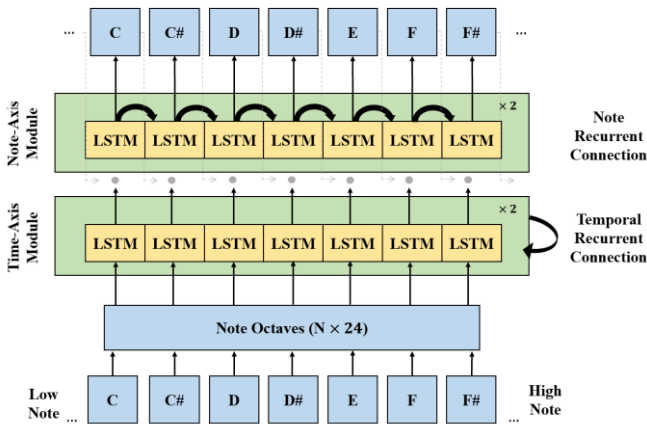 ... C C# D D# E F F# ...
Note-Axis
Module
× 2
LSTM LSTM LSTM LSTM LSTM LSTM LSTM
Note
Recurrent
Connection
Time-Axis
Module
× 2
LSTM LSTM LSTM LSTM LSTM LSTM LSTM
Temporal
Recurrent
Connection
Note Octaves (N × 24)
Low
Note ...
C C# D D# E F F#
High
... Note